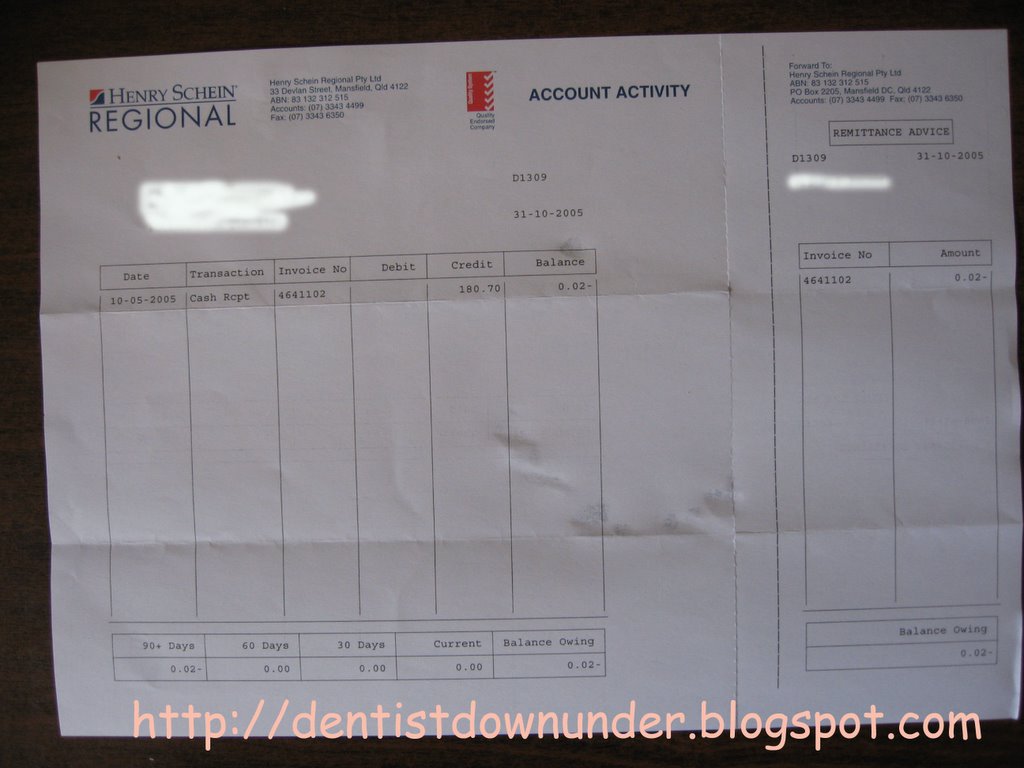 HENRY SCHEIN®
REGIONAL
Henry Schein Regional Pty Ltd
33 Devlan Street, Mansfield, Qld 4122
ABN: 83 132 312 515
Accounts: (07) 3343 4499
Fax: (07) 3343 6350
Quality System
Quality
Endorsed
Company
ACCOUNT ACTIVITY
D1309
31-10-2005
Date Transaction Invoice No Debit Credit Balance
10-05-2005 Cash Rcpt 4641102 180.70 0.02-
90+ Days 60 Days 30 Days Current Balance Owing
0.02- 0.00 0.00 0.00 0.02-
Forward To:
Henry Schein Regional Pty Ltd
ABN: 83 132 312 515
PO Box 2205, Mansfield DC, Qld 4122
Accounts: (07) 3343 4499 Fax: (07) 3343 6350
REMITTANCE ADVICE
D1309 31-10-2005
Invoice No Amount
4641102 0.02-
Balance Owing
0.02-
http://dentistdownunder.blogspot.com